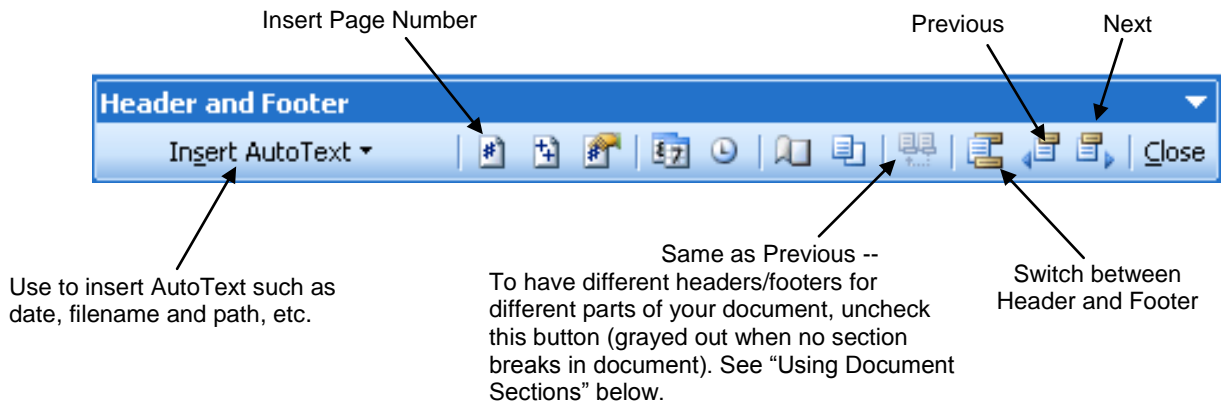 Insert Page Number
Previous
Next
Header and Footer
Insert AutoText
Close
Same as Previous --
To have different headers/footers for
different parts of your document, uncheck
this button (grayed out when no section
breaks in document). See “Using Document
Sections” below.
Switch between
Header and Footer
Use to insert AutoText such as
date, filename and path, etc.